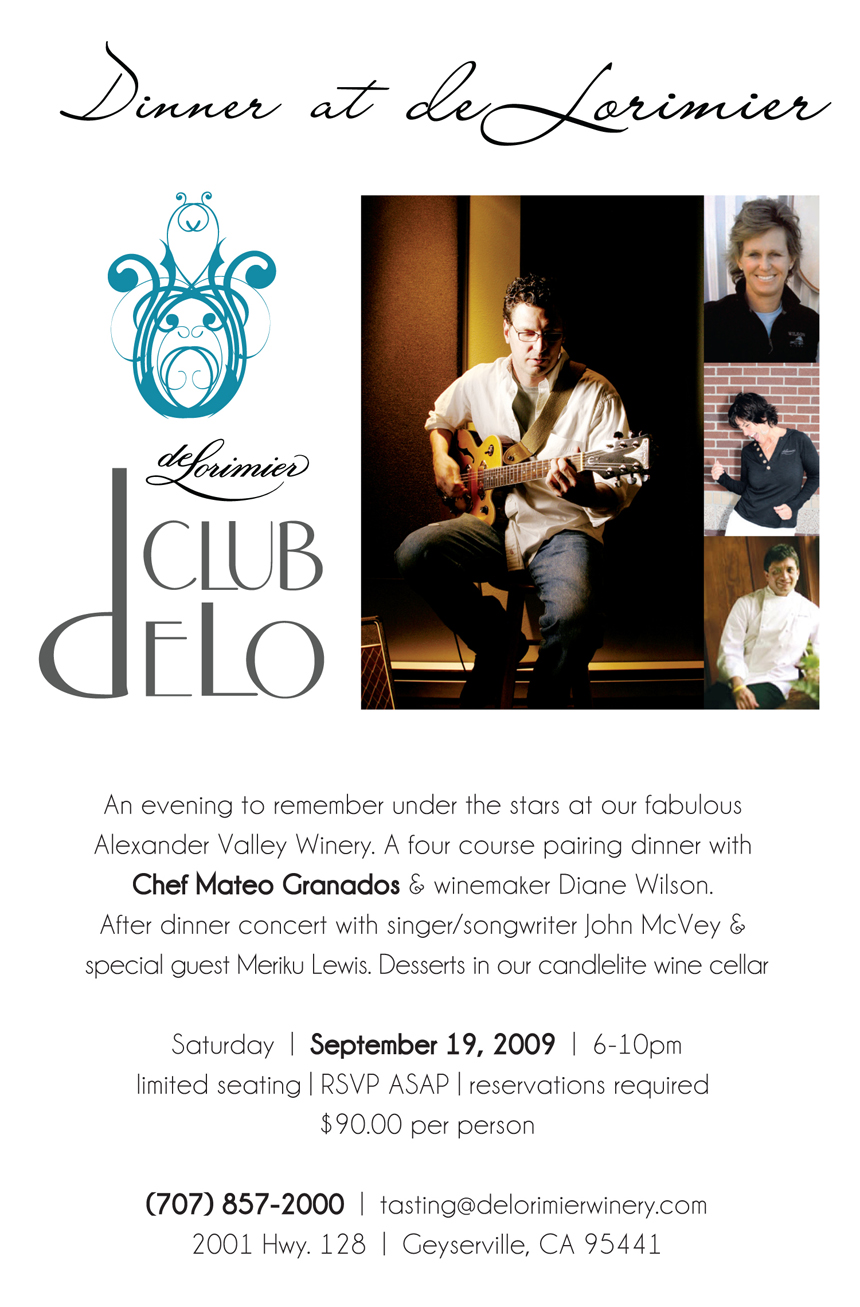 Dinner at deLorimier
deLorimier
CLUB
deLO
An evening to remember under the stars at our fabulous
Alexander Valley Winery. A four course pairing dinner with
Chef Mateo Granados & winemaker Diane Wilson.
After dinner concert with singer/songwriter John McVey &
special guest Meriku Lewis. Desserts in our candlelite wine cellar
Saturday | September 19, 2009 | 6-10pm
limited seating | RSVP ASAP | reservations required
$90.00 per person
(707) 857-2000 | tasting@delorimierwinery.com
2001 Hwy. 128 | Geyserville, CA 95441